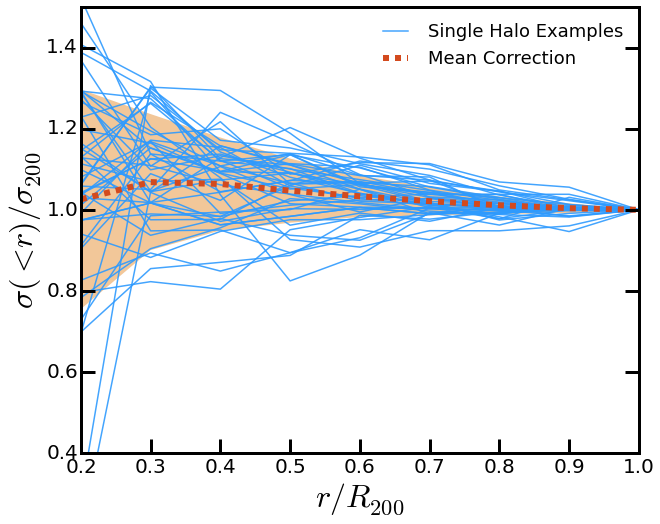 Single Halo Examples
Mean Correction
1.4
1.2
1.0
0.8
0.6
0.4
σ(<r)/σ₂₀₀
0.2 0.3 0.4 0.5 0.6 0.7 0.8 0.9 1.0
r/R₂₀₀